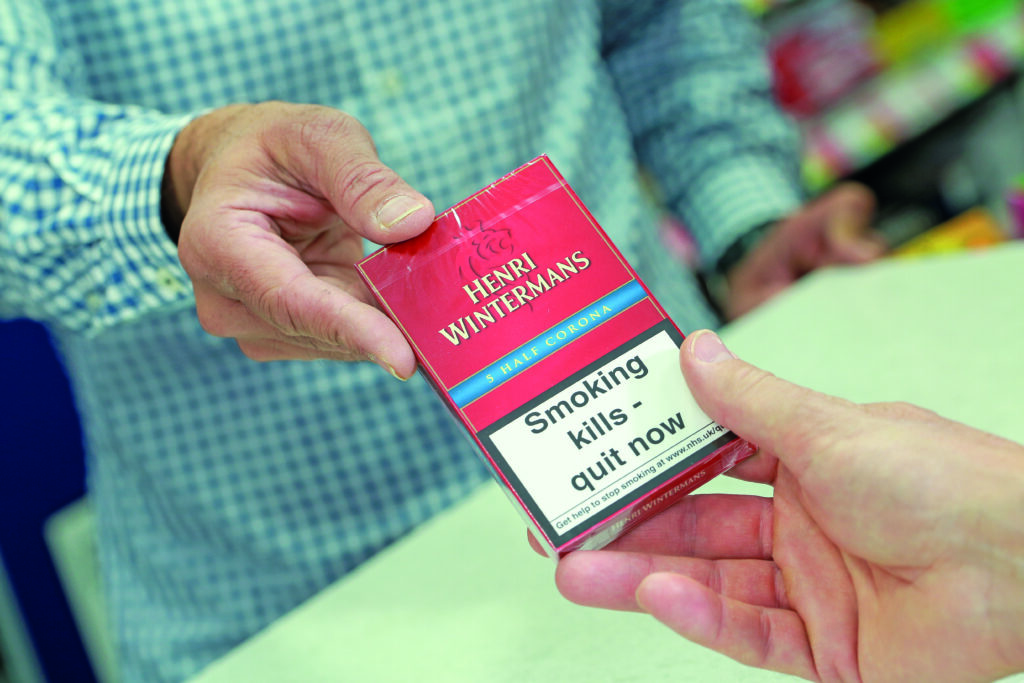 HENRI
WINTERMANS
5 HALF CORONA
Smoking
kills -
quit now
Get help to stop smoking at www.nhs.uk/qu
HENRI WINTERMANS